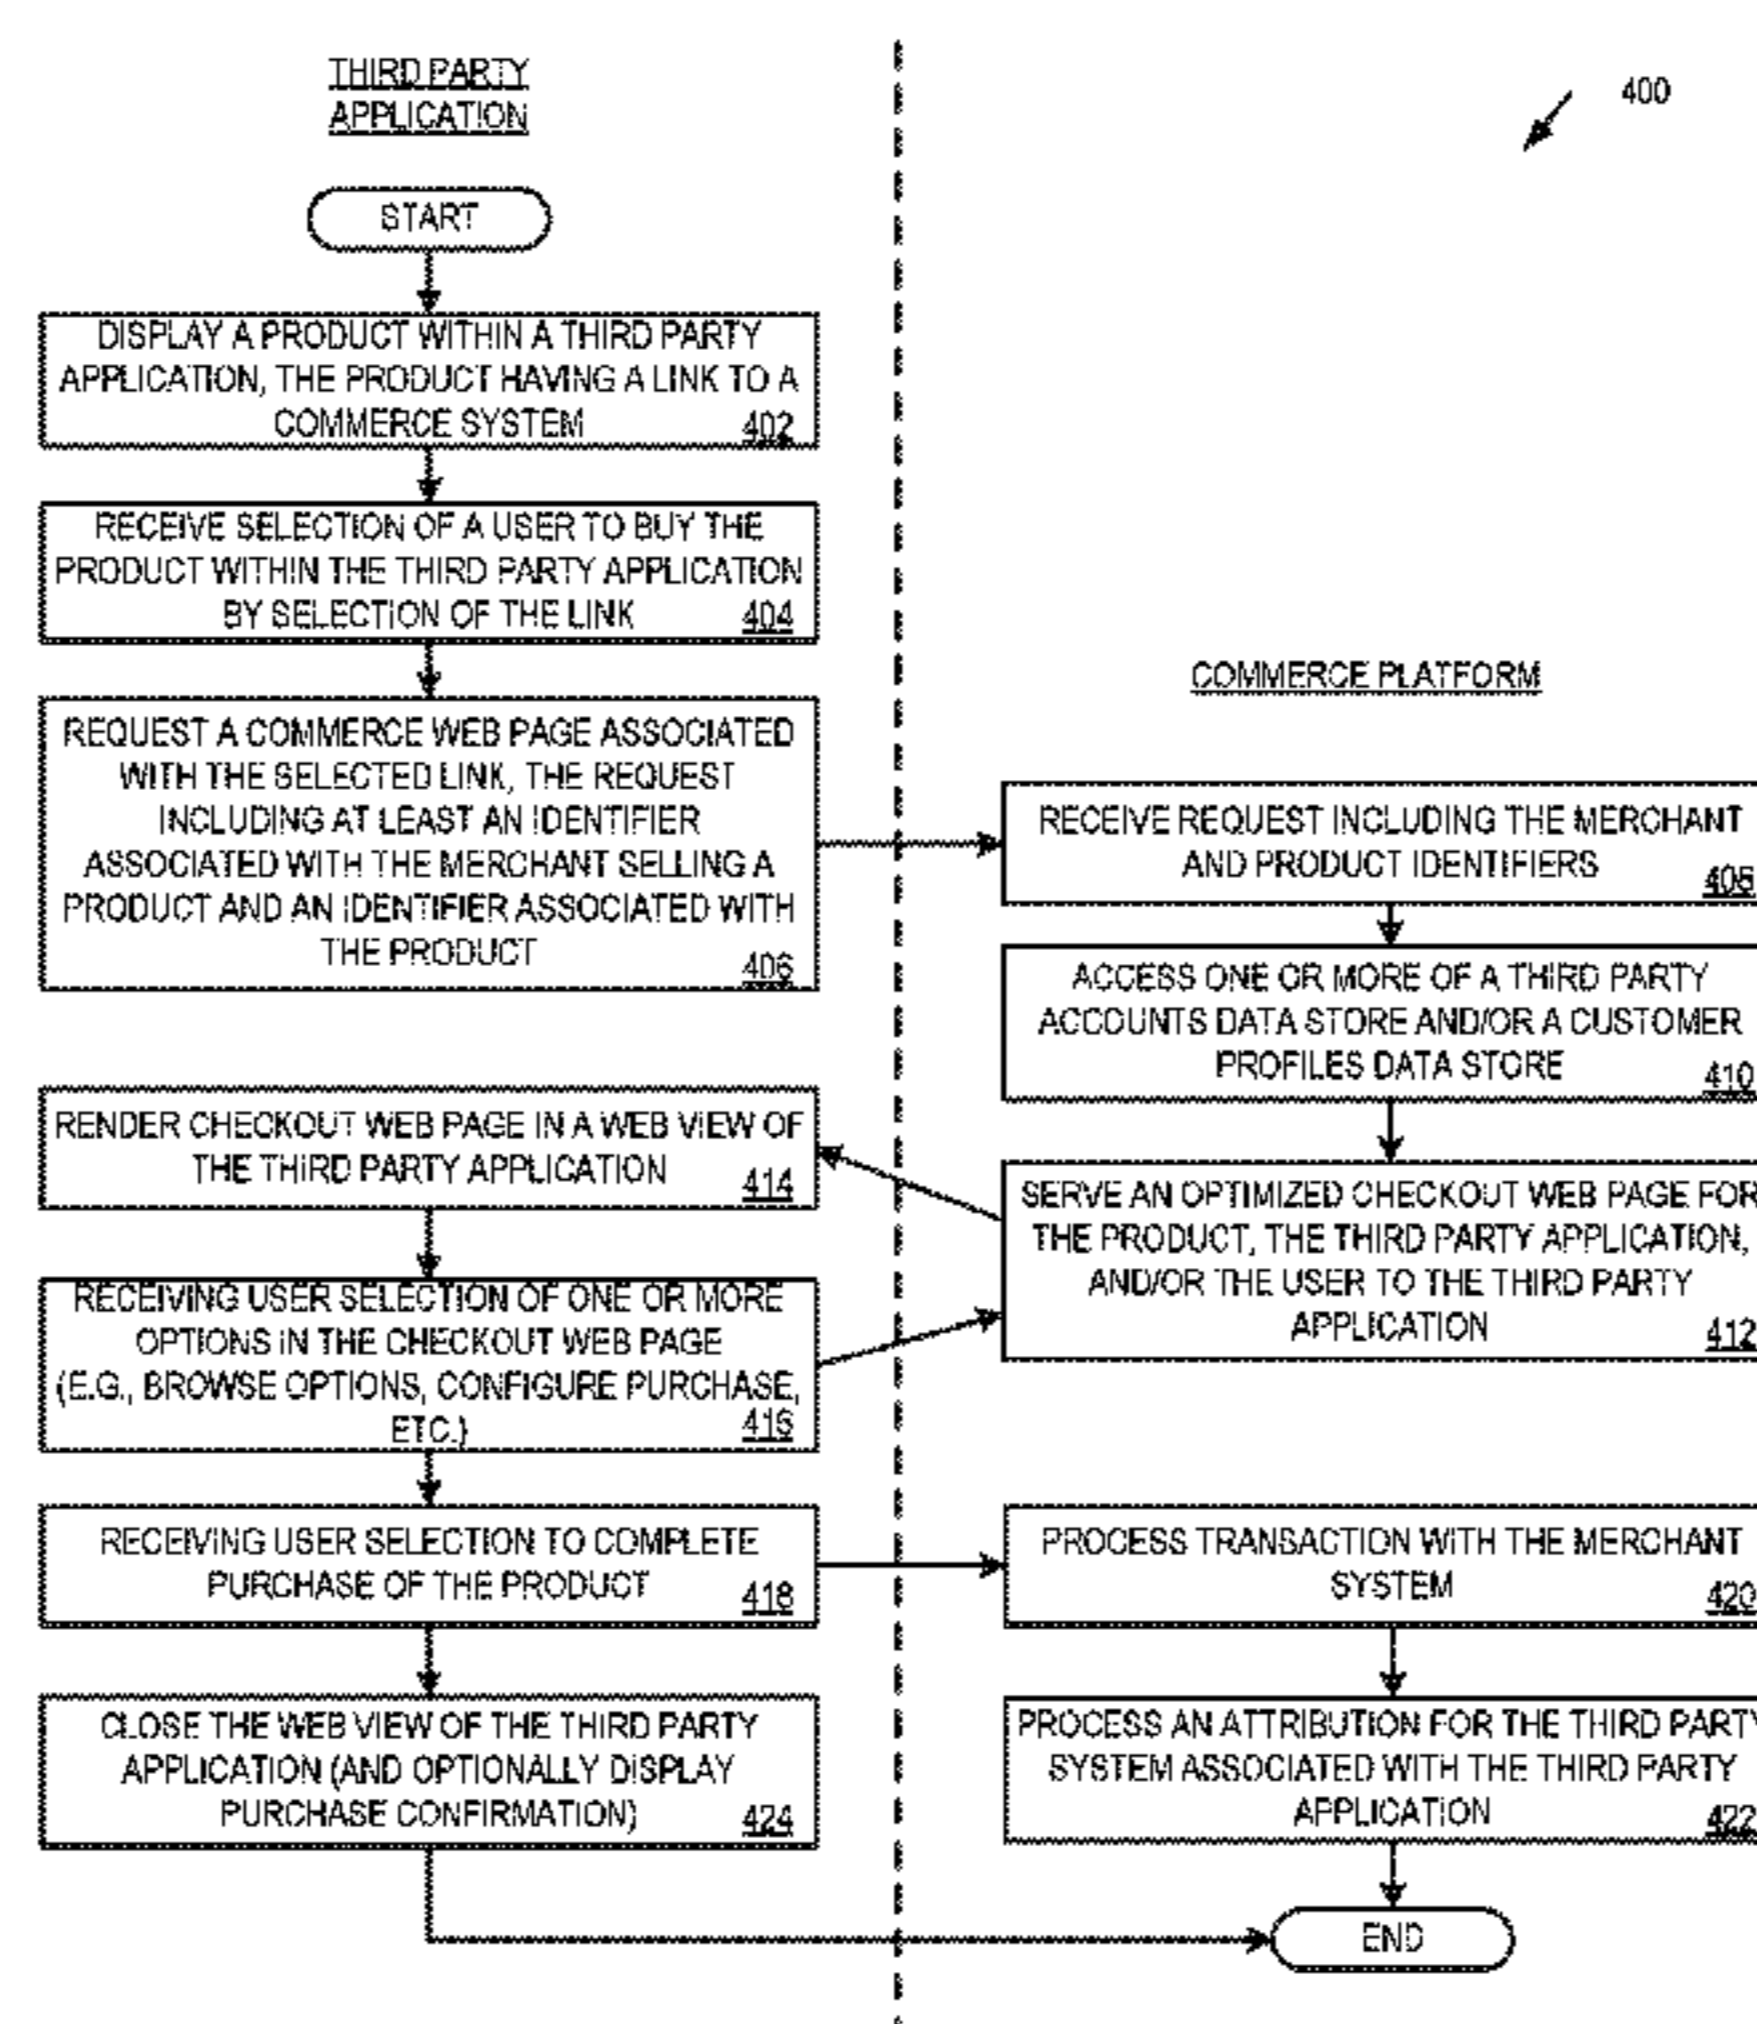 THIRD PARTY
APPLICATION
400
START
DISPLAY A PRODUCT WITHIN A THIRD PARTY
APPLICATION, THE PRODUCT HAVING A LINK TO A
COMMERCE SYSTEM 402
RECEIVE SELECTION OF A USER TO BUY THE
PRODUCT WITHIN THE THIRD PARTY APPLICATION
BY SELECTION OF THE LINK 404
REQUEST A COMMERCE WEB PAGE ASSOCIATED
WITH THE SELECTED LINK, THE REQUEST
INCLUDING AT LEAST AN IDENTIFIER
ASSOCIATED WITH THE MERCHANT SELLING A
PRODUCT AND AN IDENTIFIER ASSOCIATED WITH
THE PRODUCT 406
COMMERCE PLATFORM
RECEIVE REQUEST INCLUDING THE MERCHANT
AND PRODUCT IDENTIFIERS
ACCESS ONE OR MORE OF A THIRD PARTY
ACCOUNTS DATA STORE AND/OR A CUSTOMER
PROFILES DATA STORE 410
SERVE AN OPTIMIZED CHECKOUT WEB PAGE FOR
THE PRODUCT, THE THIRD PARTY APPLICATION,
AND/OR THE USER TO THE THIRD PARTY
APPLICATION 412
RENDER CHECKOUT WEB PAGE IN A WEB VIEW OF
THE THIRD PARTY APPLICATION 414
RECEIVING USER SELECTION OF ONE OR MORE
OPTIONS IN THE CHECKOUT WEB PAGE
(E.G., BROWSE OPTIONS, CONFIGURE PURCHASE,
ETC.) 416
RECEIVING USER SELECTION TO COMPLETE
PURCHASE OF THE PRODUCT 418
PROCESS TRANSACTION WITH THE MERCHANT
SYSTEM 420
CLOSE THE WEB VIEW OF THE THIRD PARTY
APPLICATION (AND OPTIONALLY DISPLAY
PURCHASE CONFIRMATION) 424
PROCESS AN ATTRIBUTION FOR THE THIRD PARTY
SYSTEM ASSOCIATED WITH THE THIRD PARTY
APPLICATION 422
END